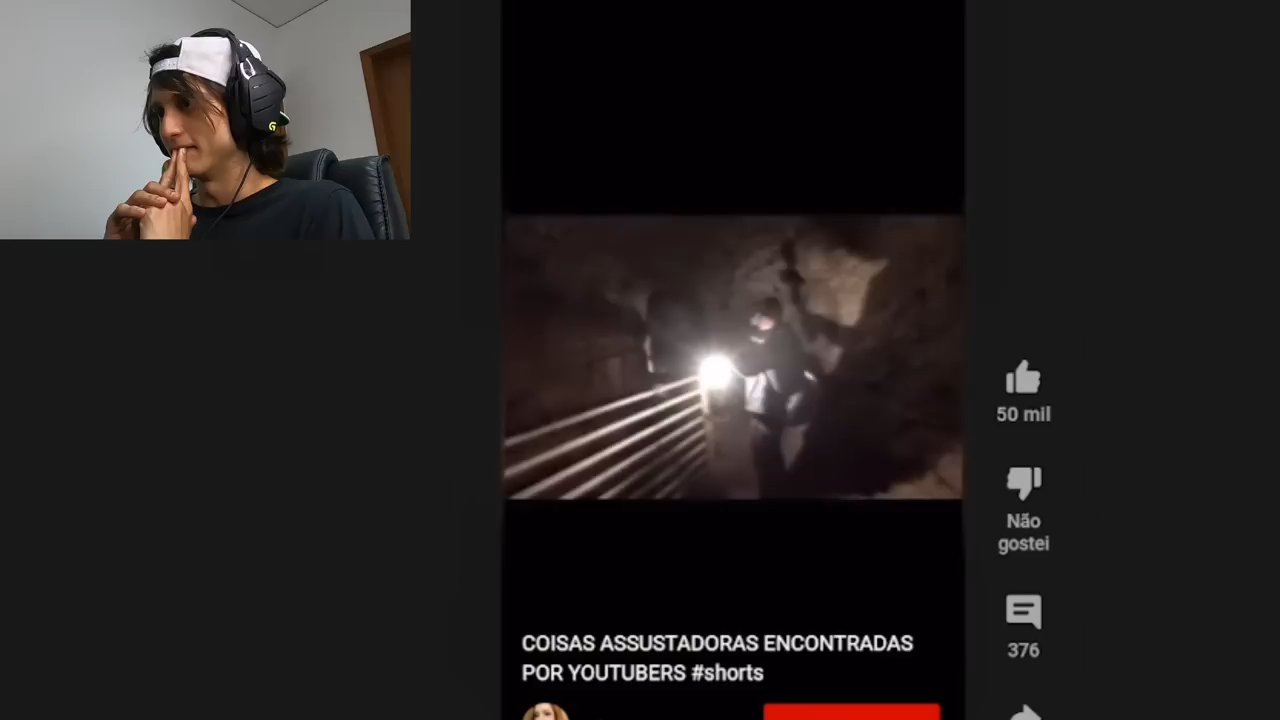 50 mil
Não
gostei
376
COISAS ASSUSTADORAS ENCONTRADAS
POR YOUTUBERS #shorts